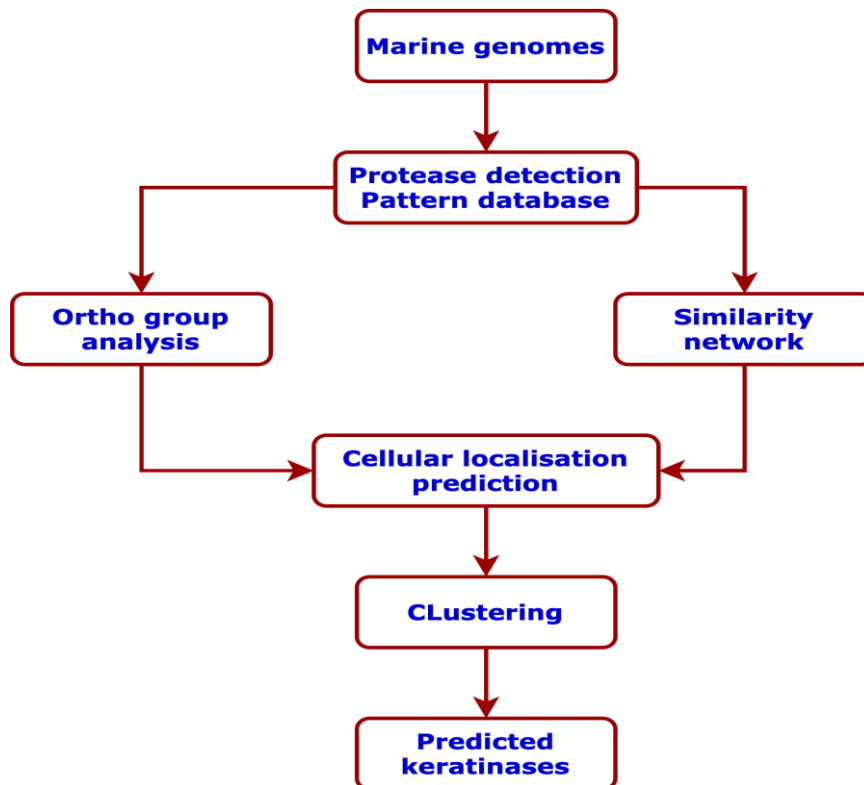 Marine genomes
Protease detection
Pattern database
Ortho group
analysis
Similarity
network
Cellular localisation
prediction
CLustering
Predicted
keratinases